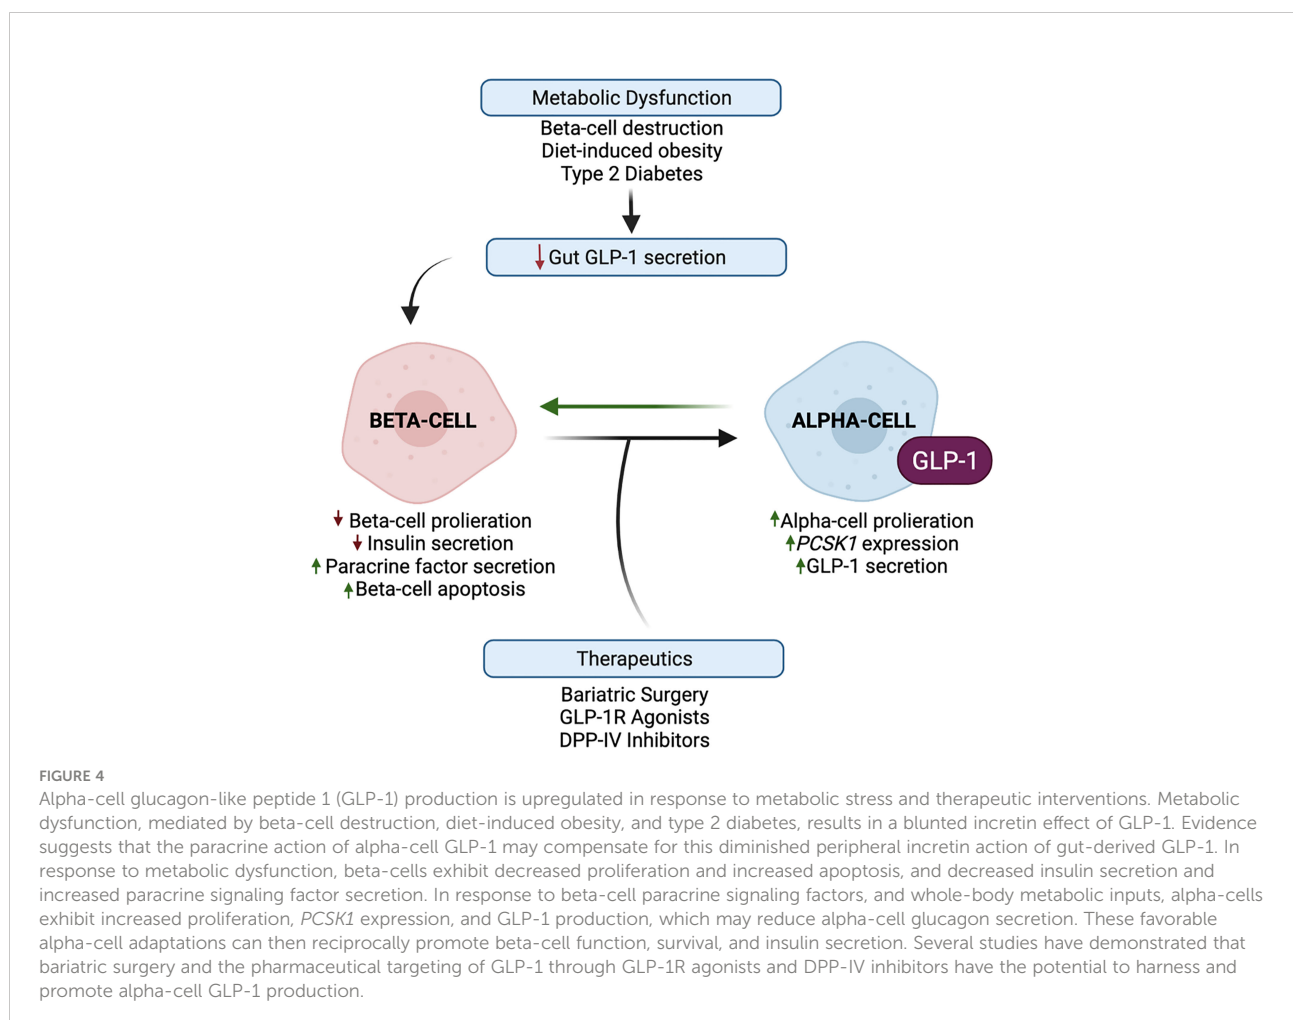 Metabolic Dysfunction
Beta-cell destruction
Diet-induced obesity
Type 2 Diabetes
↓ Gut GLP-1 secretion
BETA-CELL
ALPHA-CELL
GLP-1
↓ Beta-cell prolieration
↓ Insulin secretion
↑ Paracrine factor secretion
↑ Beta-cell apoptosis
↑ Alpha-cell prolieration
↑ PCSK1 expression
↑ GLP-1 secretion
Therapeutics
Bariatric Surgery
GLP-1R Agonists
DPP-IV Inhibitors
FIGURE 4
Alpha-cell glucagon-like peptide 1 (GLP-1) production is upregulated in response to metabolic stress and therapeutic interventions. Metabolic
dysfunction, mediated by beta-cell destruction, diet-induced obesity, and type 2 diabetes, results in a blunted incretin effect of GLP-1. Evidence
suggests that the paracrine action of alpha-cell GLP-1 may compensate for this diminished peripheral incretin action of gut-derived GLP-1. In
response to metabolic dysfunction, beta-cells exhibit decreased proliferation and increased apoptosis, and decreased insulin secretion and
increased paracrine signaling factor secretion. In response to beta-cell paracrine signaling factors, and whole-body metabolic inputs, alpha-cells
exhibit increased proliferation, PCSK1 expression, and GLP-1 production, which may reduce alpha-cell glucagon secretion. These favorable
alpha-cell adaptations can then reciprocally promote beta-cell function, survival, and insulin secretion. Several studies have demonstrated that
bariatric surgery and the pharmaceutical targeting of GLP-1 through GLP-1R agonists and DPP-IV inhibitors have the potential to harness and
promote alpha-cell GLP-1 production.